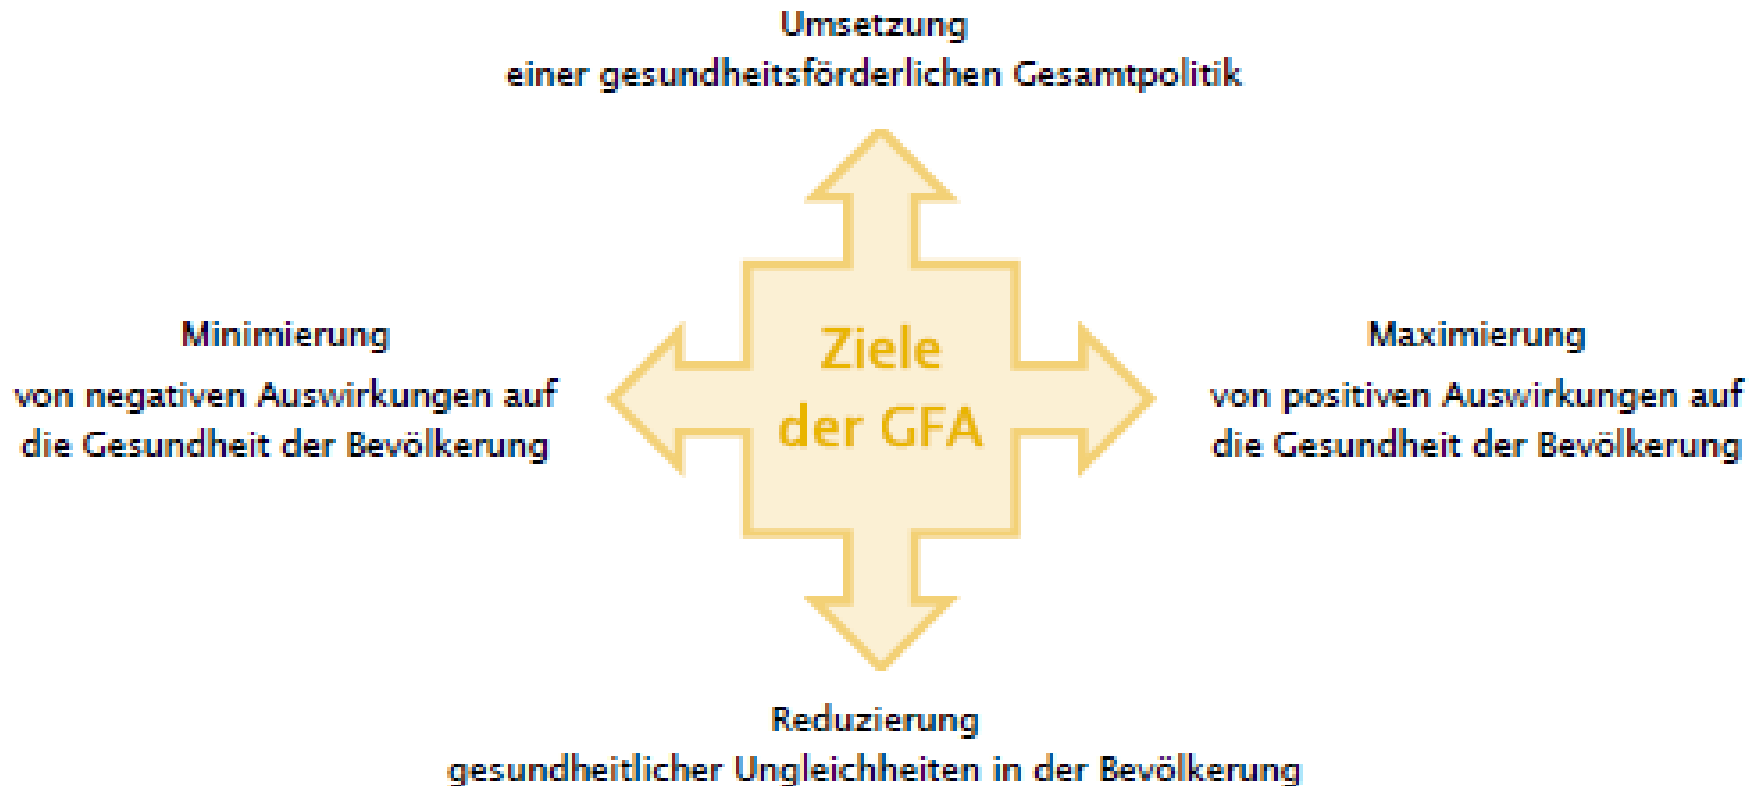 Umsetzung
einer gesundheitsförderlichen Gesamtpolitik
Minimierung
von negativen Auswirkungen auf
die Gesundheit der Bevölkerung
Ziele
der GFA
Maximierung
von positiven Auswirkungen auf
die Gesundheit der Bevölkerung
Reduzierung
gesundheitlicher Ungleichheiten in der Bevölkerung